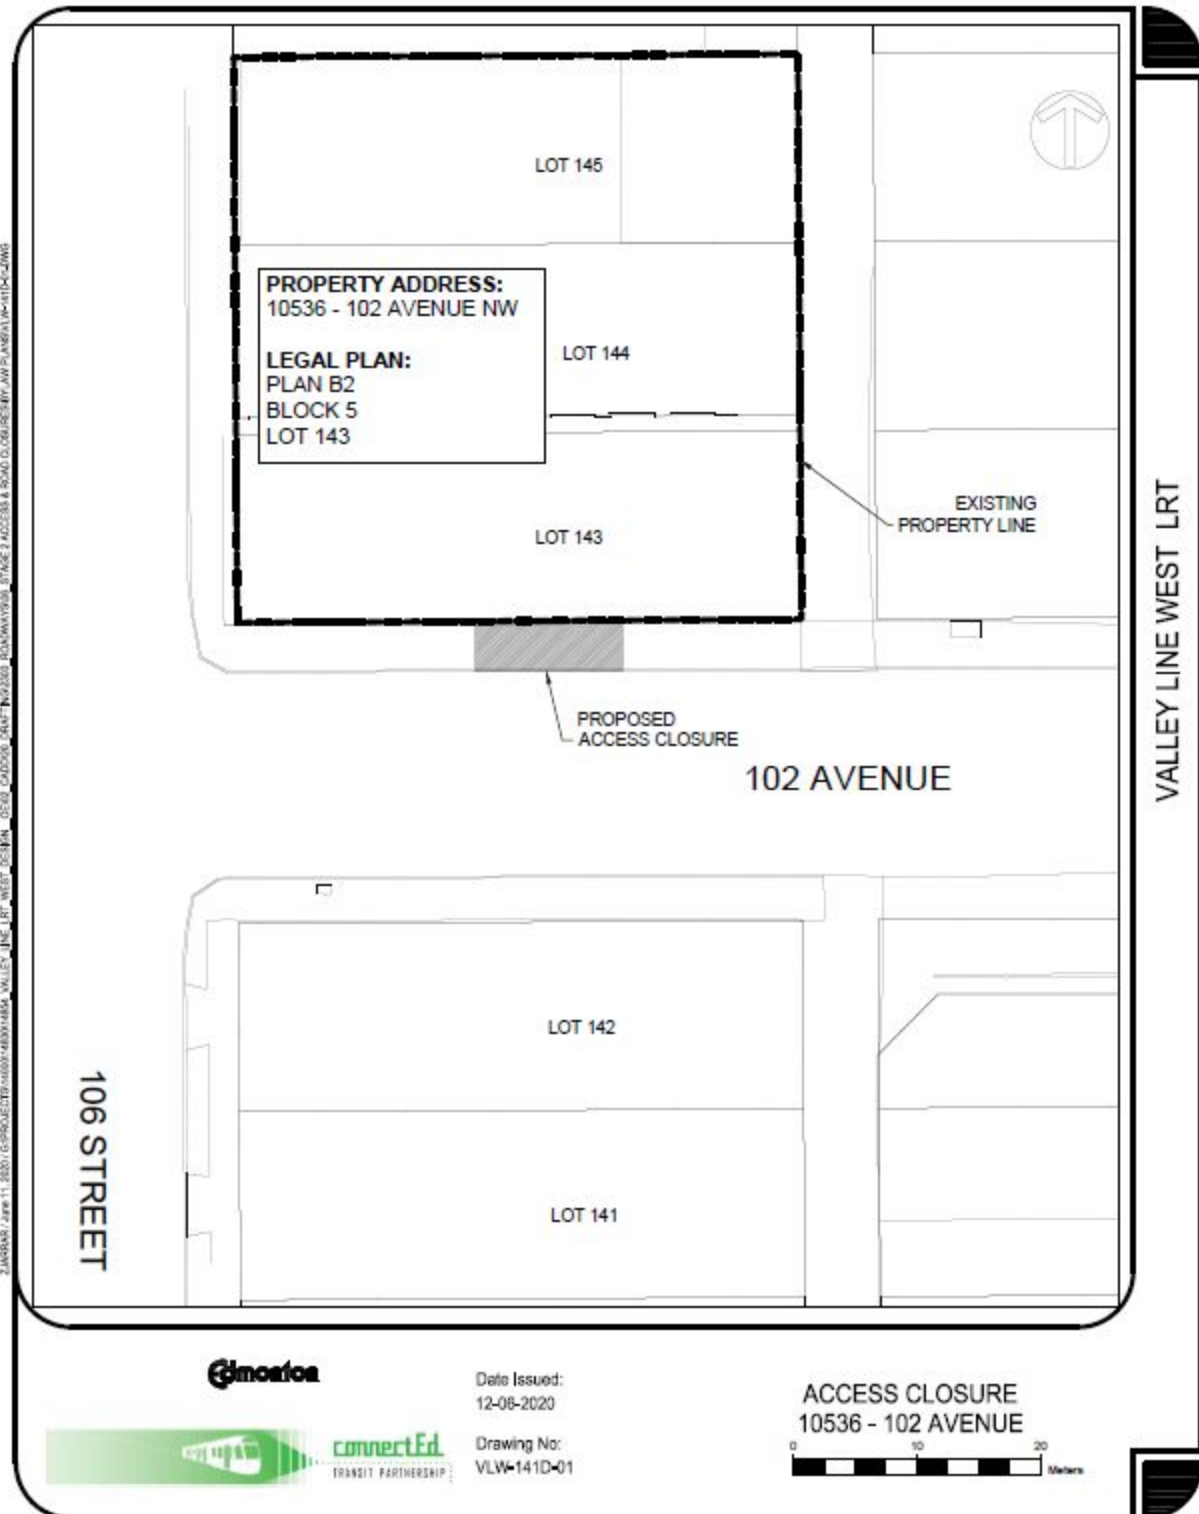 LOT 145
PROPERTY ADDRESS:
10536 - 102 AVENUE NW
LEGAL PLAN:
PLAN B2
BLOCK 5
LOT 143
LOT 144
LOT 143
EXISTING
PROPERTY LINE
PROPOSED
ACCESS CLOSURE
102 AVENUE
LOT 142
LOT 141
106 STREET
VALLEY LINE WEST LRT
Edmonton
connectEd
TRANSIT PARTNERSHIP
Date Issued:
12-06-2020
Drawing No:
VLW-141D-01
ACCESS CLOSURE
10536 - 102 AVENUE
0 10 20
Meters